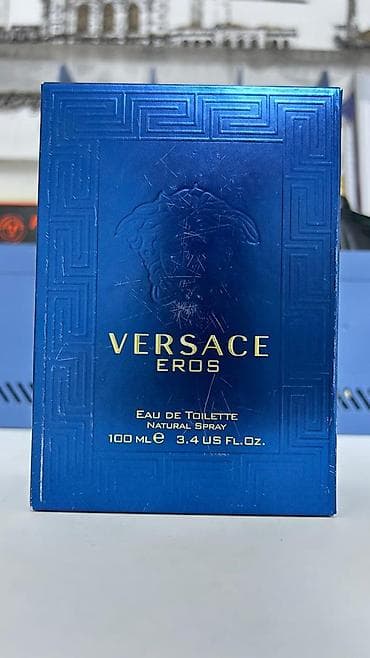 VERSACE
EROS
EAU DE TOILETTE
NATURAL SPRAY
100 ML ℮ 3.4 US FL.OZ.